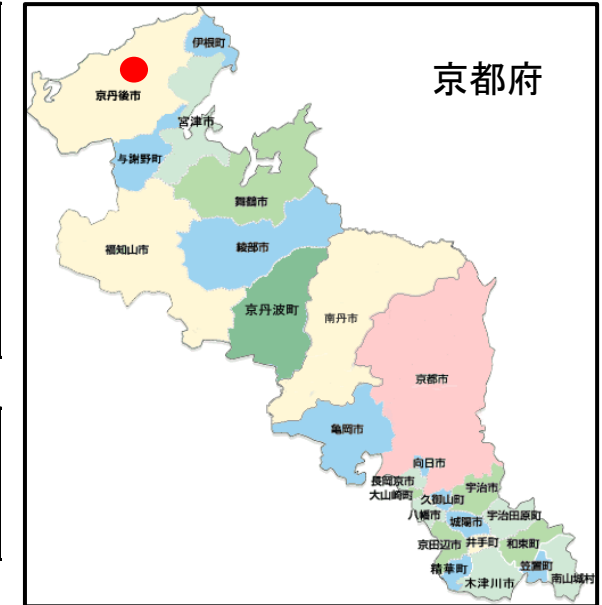 京都府
伊根町
京丹後市
宮津市
与謝野町
舞鶴市
福知山市
綾部市
京丹波町
南丹市
京都市
亀岡市
向日市
長岡京市
大山崎町
宇治市
久御山町
八幡市
宇治田原町
城陽市
京田辺市
井手町
和束町
精華町
笠置町
木津川市
南山城村